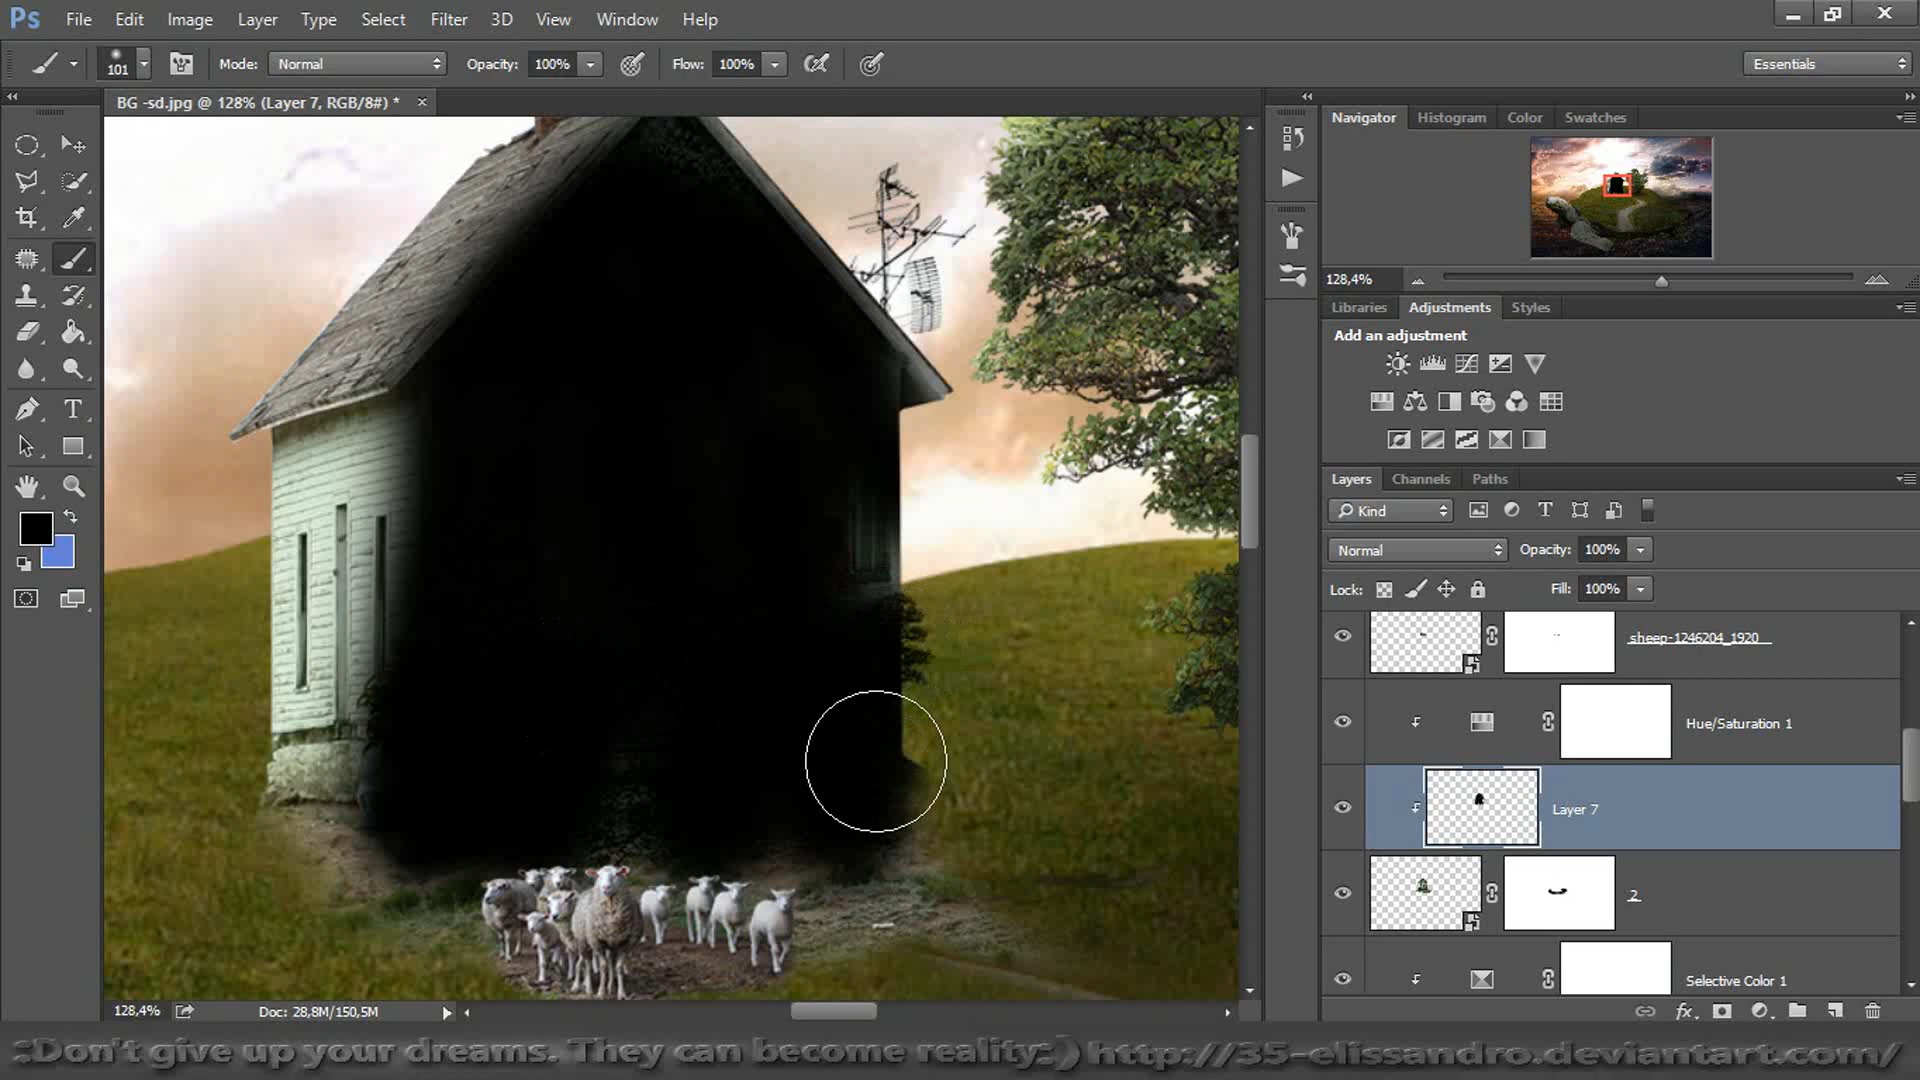 Ps File Edit Image Layer Type Select Filter 3D View Window Help
101 Mode: Normal Opacity: 100% Flow: 100% Essentials
BG -sd.jpg @ 128% (Layer 7, RGB/8#) * ×
Navigator Histogram Color Swatches
128,4%
Libraries Adjustments Styles
Add an adjustment
Layers Channels Paths
Kind
Normal Opacity: 100%
Lock: Fill: 100%
sheep-1246204_1920
Hue/Saturation 1
Layer 7
2
Selective Color 1
128,4% Doc: 28,8M/150,5M
:Don't give up your dreams. They can become reality:) http://35-elissandro.deviantart.com/